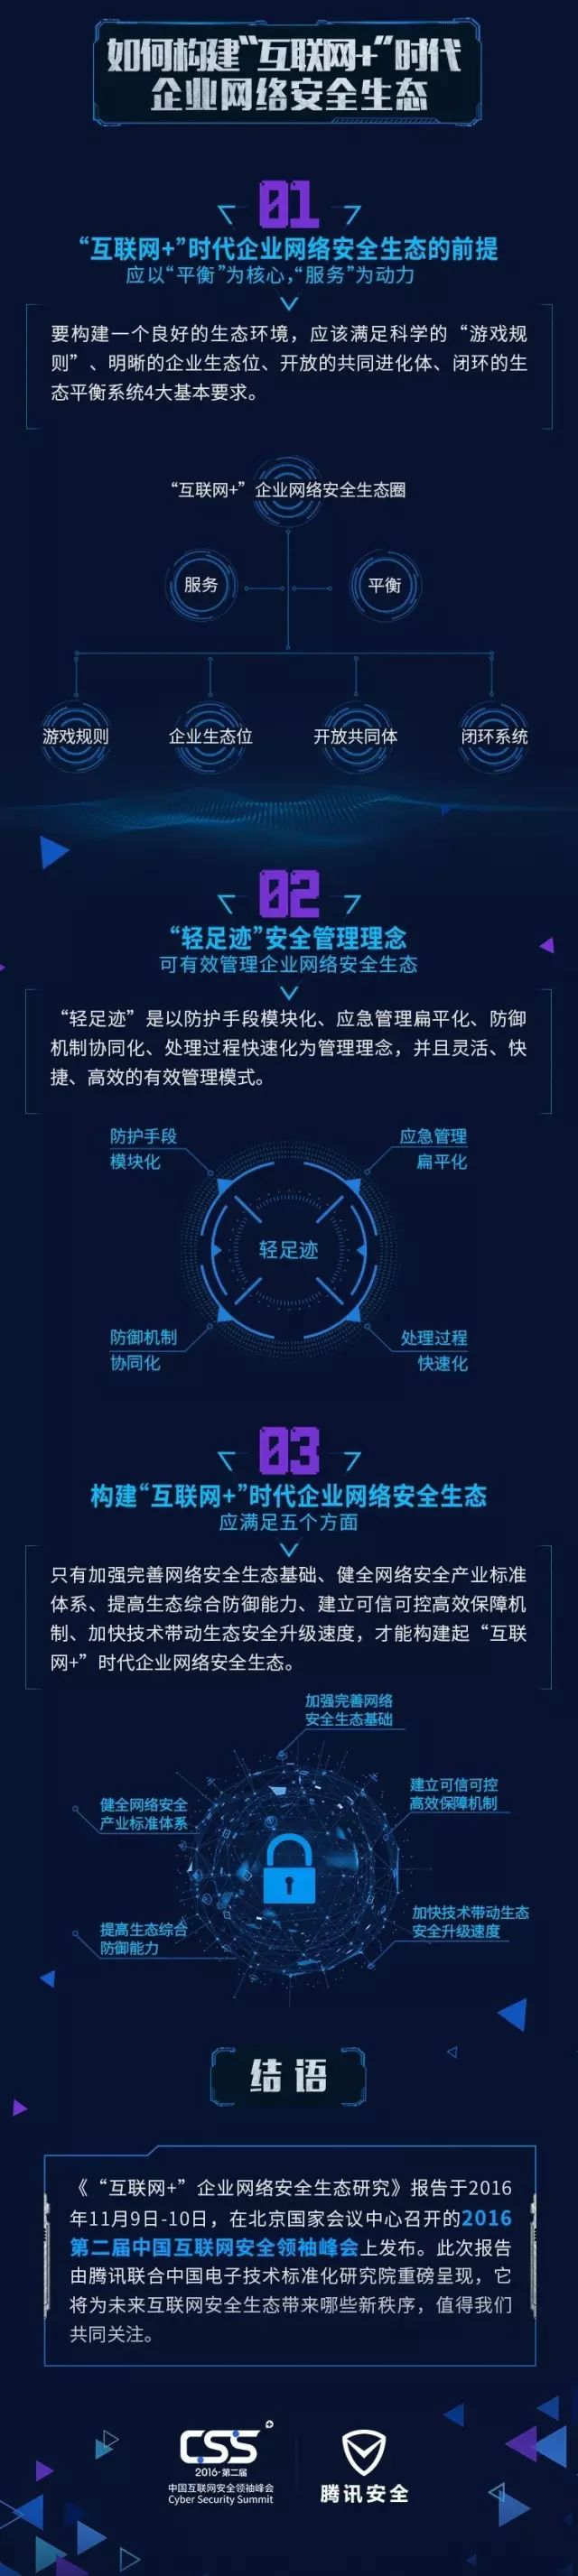 如何构建“互联网+”时代
企业网络安全生态
01
“互联网+”时代企业网络安全生态的前提
应以“平衡”为核心，“服务”为动力
要构建一个良好的生态环境，应该满足科学的“游戏规
则”、明晰的企业生态位、开放的共同进化体、闭环的生
态平衡系统4大基本要求。
“互联网+”企业网络安全生态圈
服务
平衡
游戏规则
企业生态位
开放共同体
闭环系统
02
“轻足迹”安全管理理念
可有效管理企业网络安全生态
“轻足迹”是以防护手段模块化、应急管理扁平化、防御
机制协同化、处理过程快速化为管理理念，并且灵活、快
捷、高效的有效管理模式。
防护手段
模块化
应急管理
扁平化
轻足迹
防御机制
协同化
处理过程
快速化
03
构建“互联网+”时代企业网络安全生态
应满足五个方面
只有加强完善网络安全生态基础、健全网络安全产业标准
体系、提高生态综合防御能力、建立可信可控高效保障机
制、加快技术带动生态安全升级速度，才能构建起“互联
网+”时代企业网络安全生态。
加强完善网络
安全生态基础
建立可信可控
高效保障机制
健全网络安全
产业标准体系
加快技术带动生态
安全升级速度
提高生态综合
防御能力
结语
《“互联网+”企业网络安全生态研究》报告于2016
年11月9日-10日，在北京国家会议中心召开的2016
第二届中国互联网安全领袖峰会上发布。此次报告
由腾讯联合中国电子技术标准化研究院重磅呈现，它
将为未来互联网安全生态带来哪些新秩序，值得我们
共同关注。
CSS
2016·第二届
中国互联网安全领袖峰会
Cyber Security Summit
腾讯安全